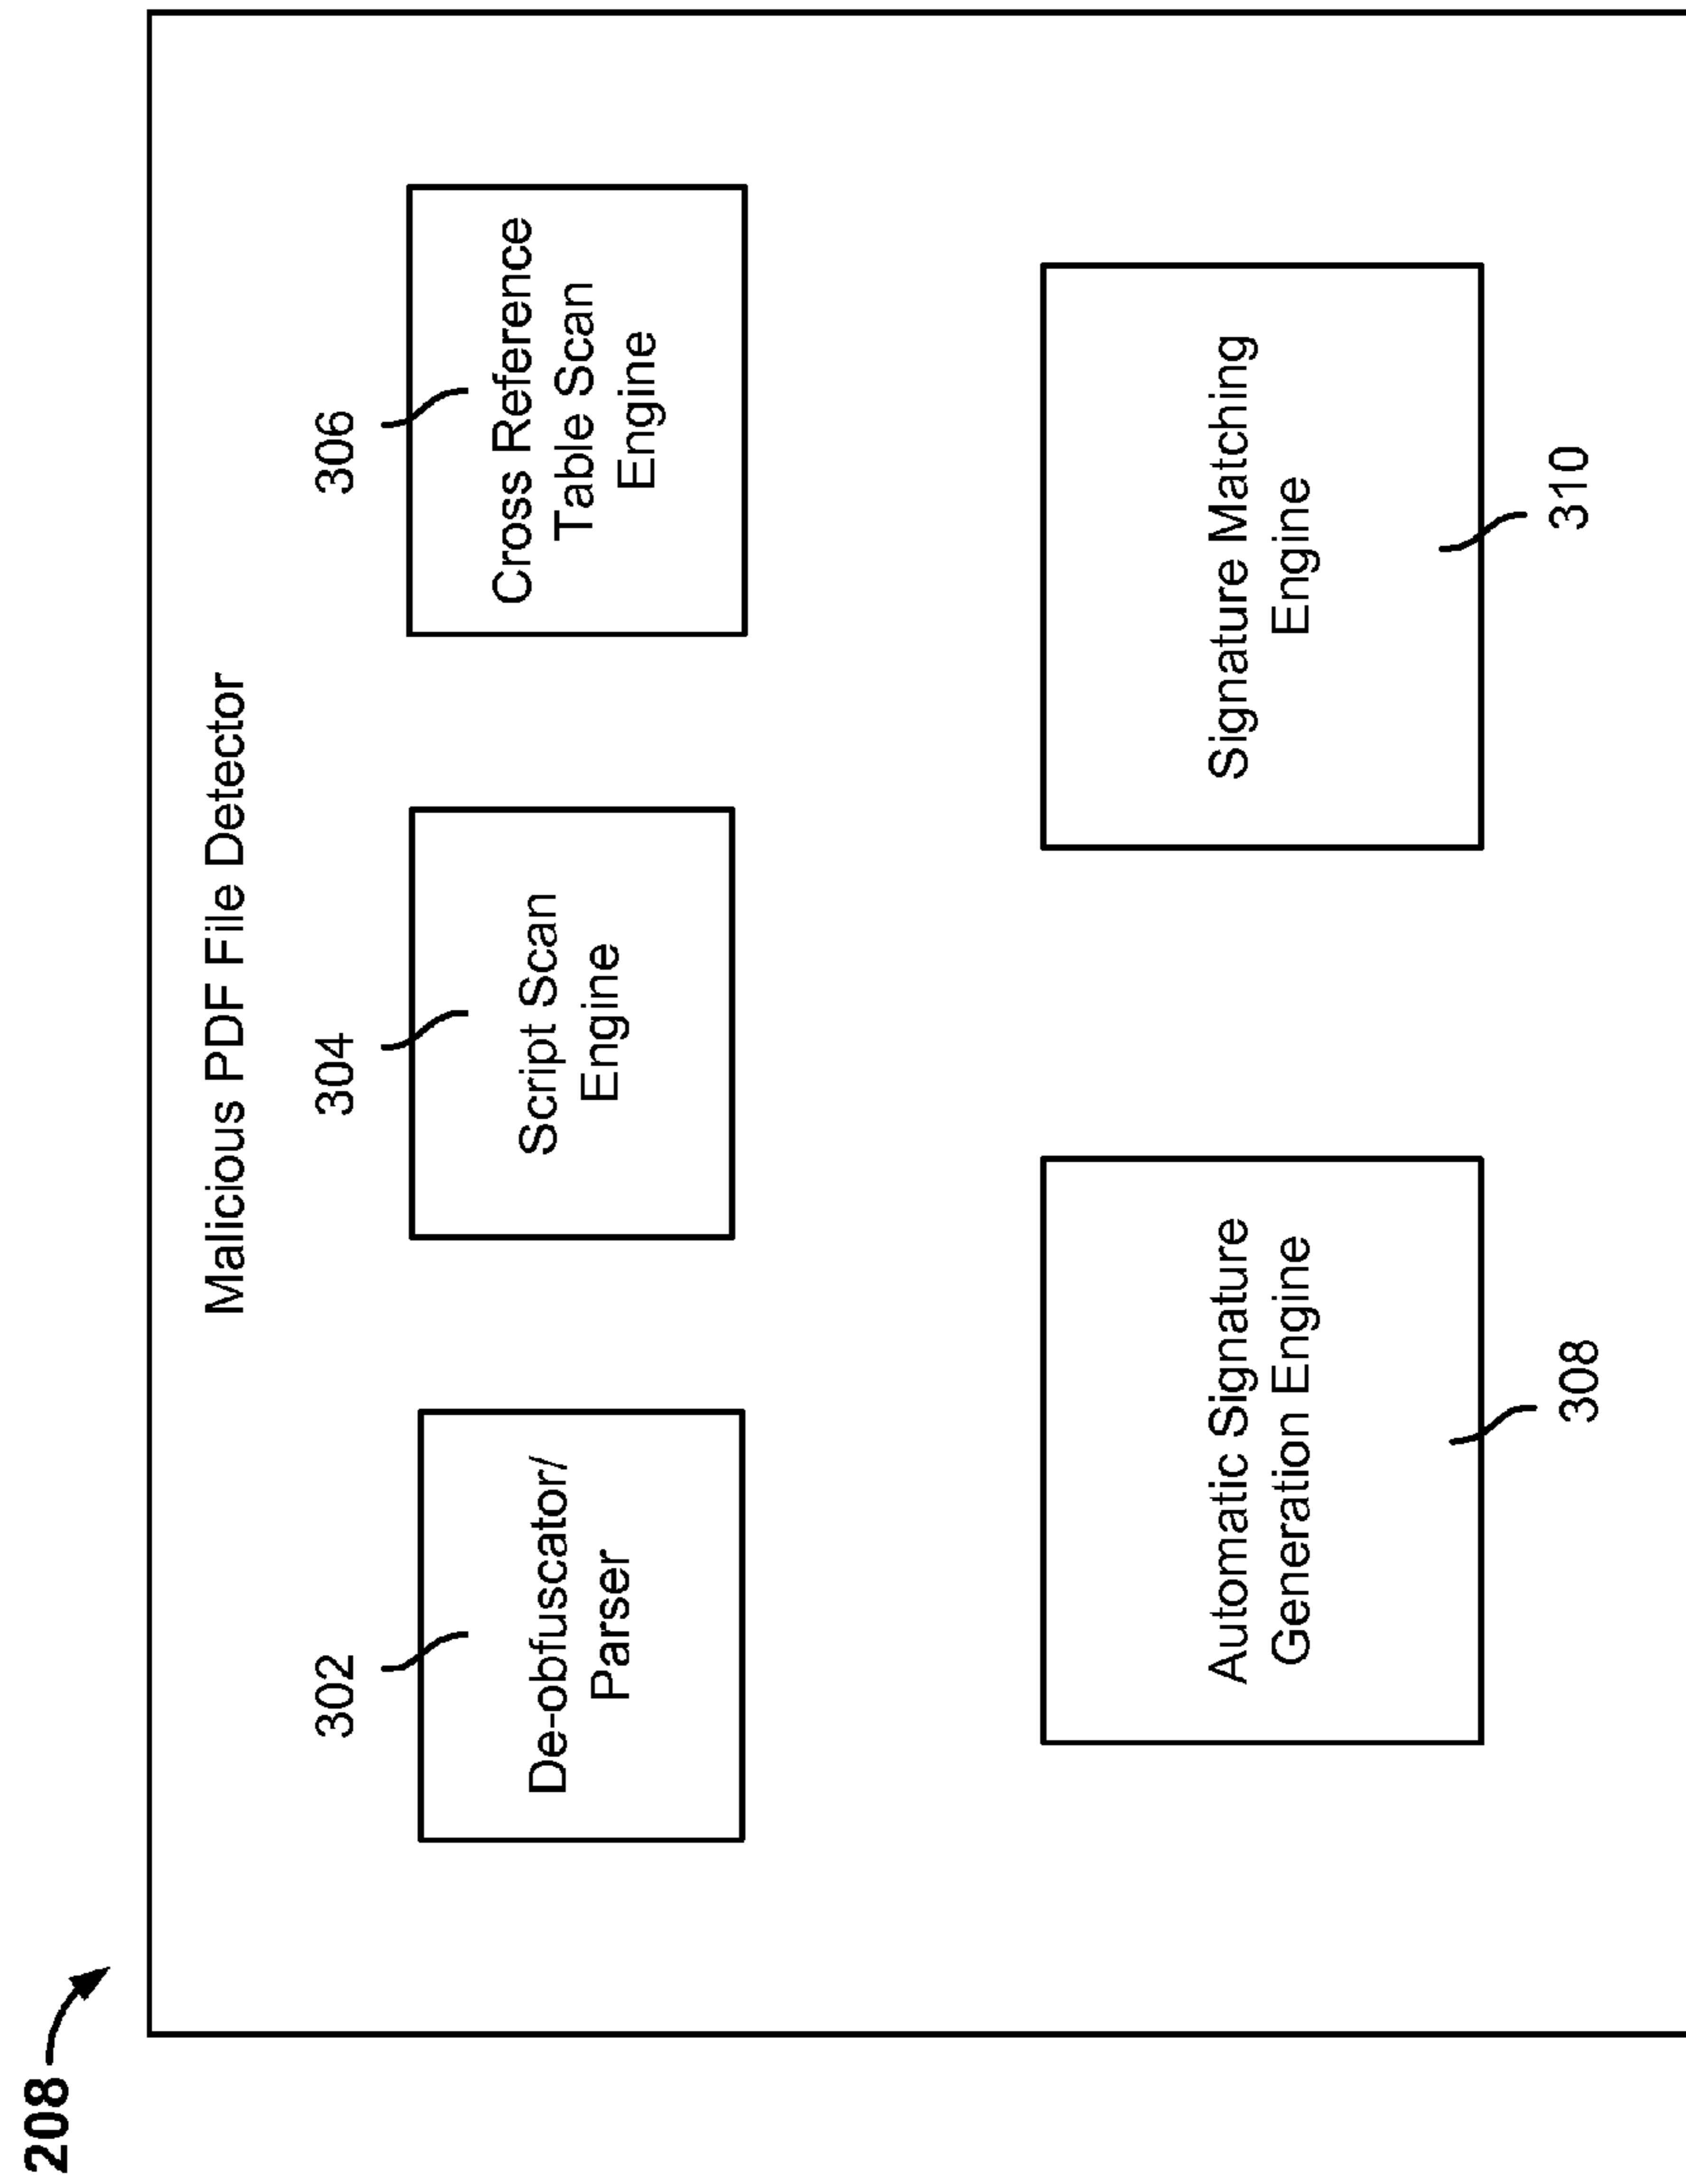 208
Malicious PDF File Detector
302
304
306
De-obfuscator/
Parser
Script Scan
Engine
Cross Reference
Table Scan
Engine
Automatic Signature
Generation Engine
Signature Matching
Engine
308
310